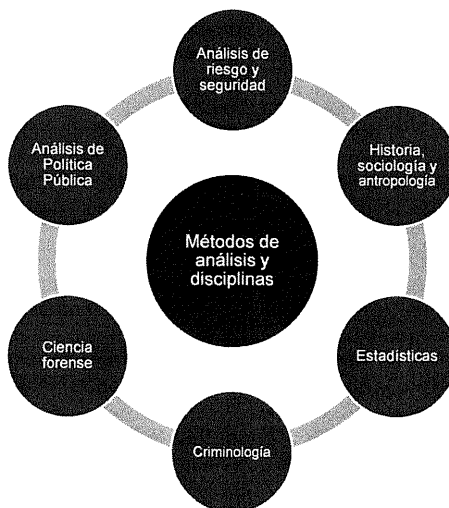 Análisis de
riesgo y
seguridad
Historia,
sociología y
antropología
Estadísticas
Criminología
Ciencia
forense
Análisis de
Política
Pública
Métodos de
análisis y
disciplinas